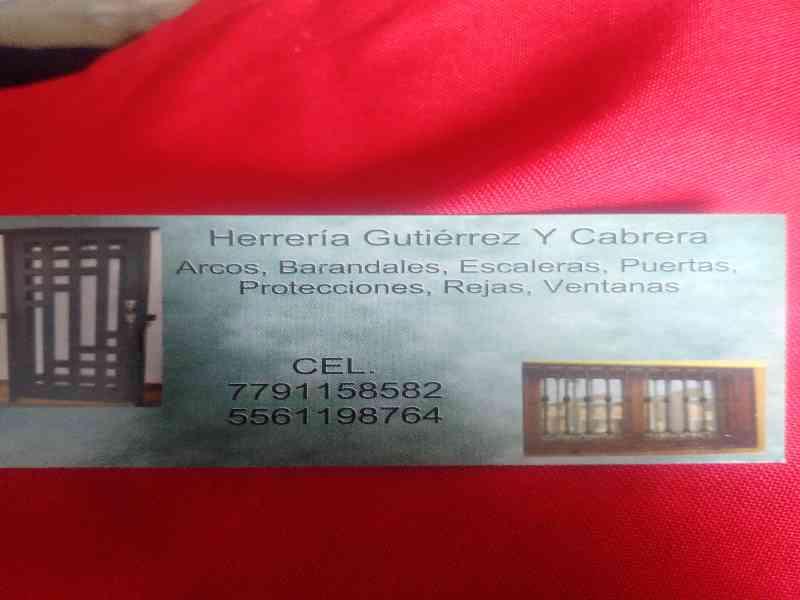 Herrería Gutiérrez Y Cabrera
Arcos, Barandales, Escaleras, Puertas,
Protecciones, Rejas, Ventanas
CEL.
7791158582
5561198764